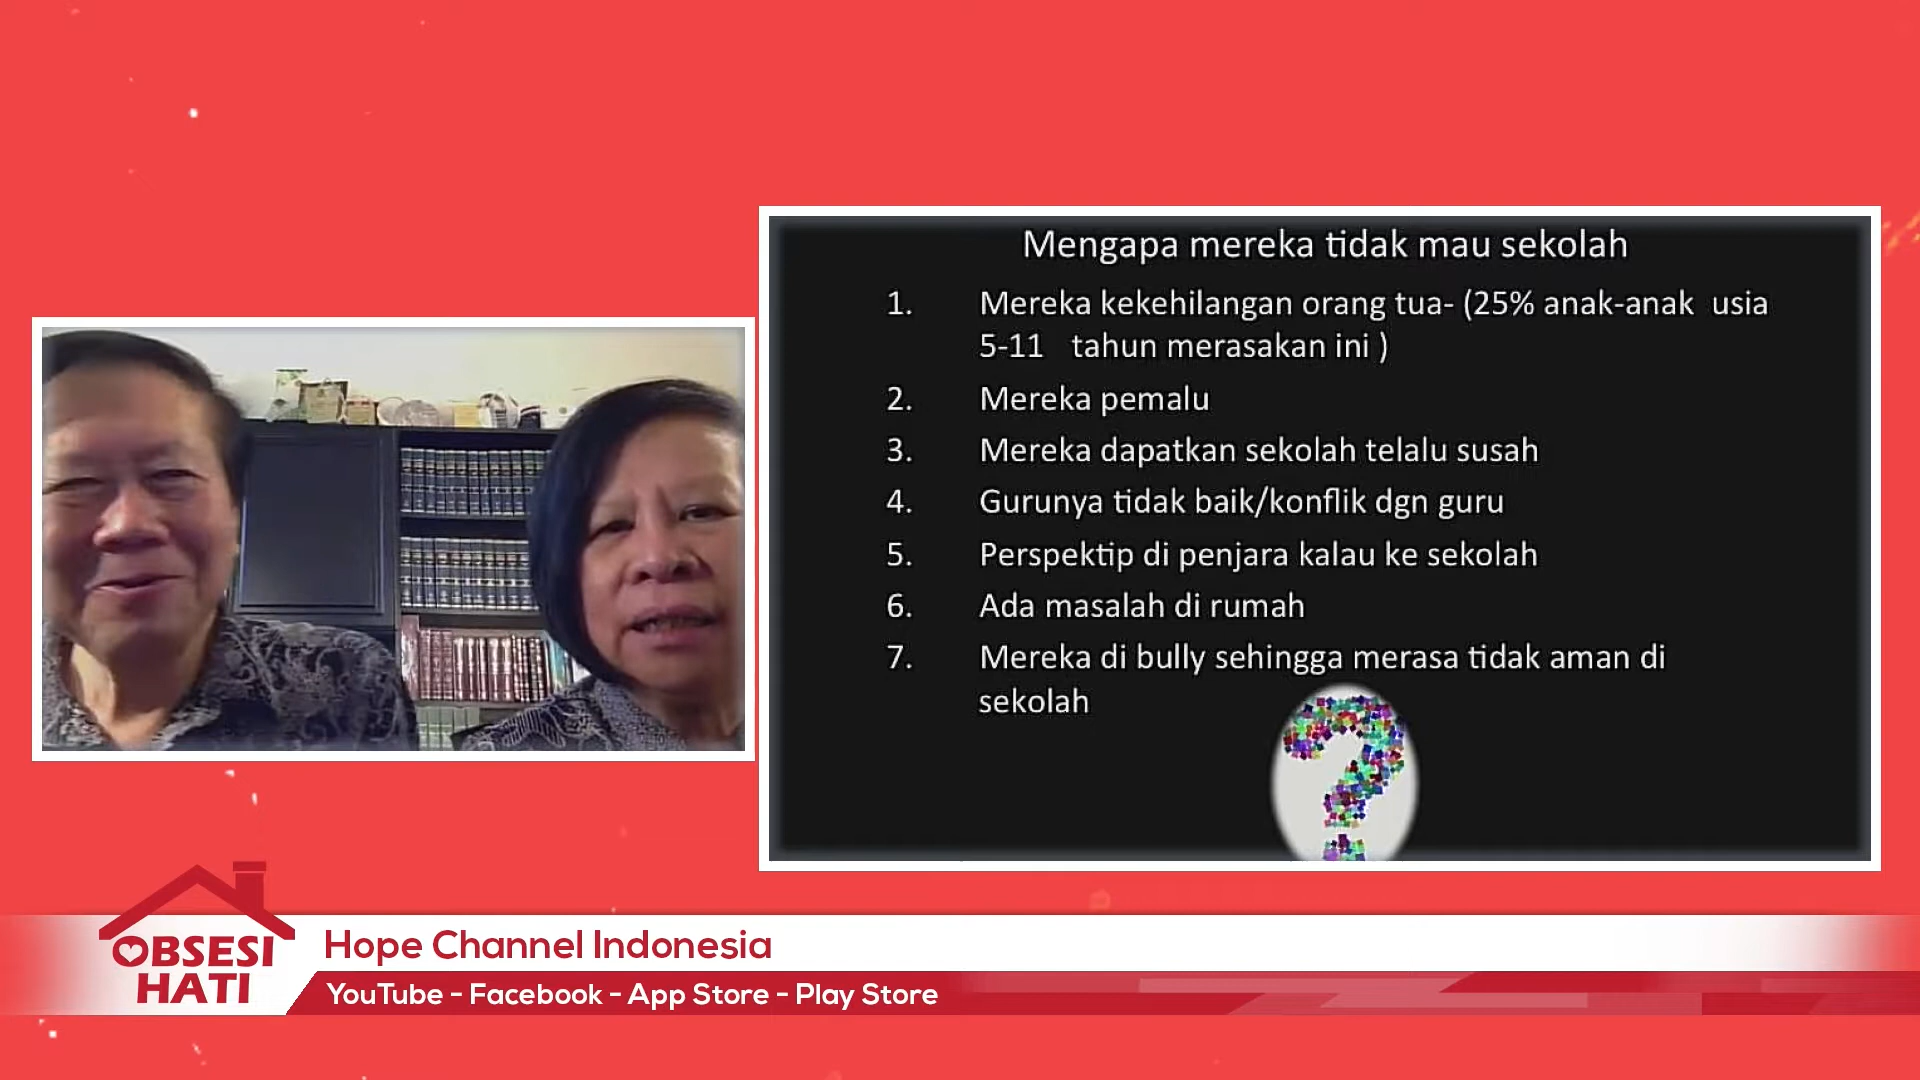 Mengapa mereka tidak mau sekolah
1. Mereka kekehilangan orang tua- (25% anak-anak usia
5-11 tahun merasakan ini )
2. Mereka pemalu
3. Mereka dapatkan sekolah telalu susah
4. Gurunya tidak baik/konflik dgn guru
5. Perspektip di penjara kalau ke sekolah
6. Ada masalah di rumah
7. Mereka di bully sehingga merasa tidak aman di
sekolah
?
OBSESI
HATI
Hope Channel Indonesia
YouTube - Facebook - App Store - Play Store